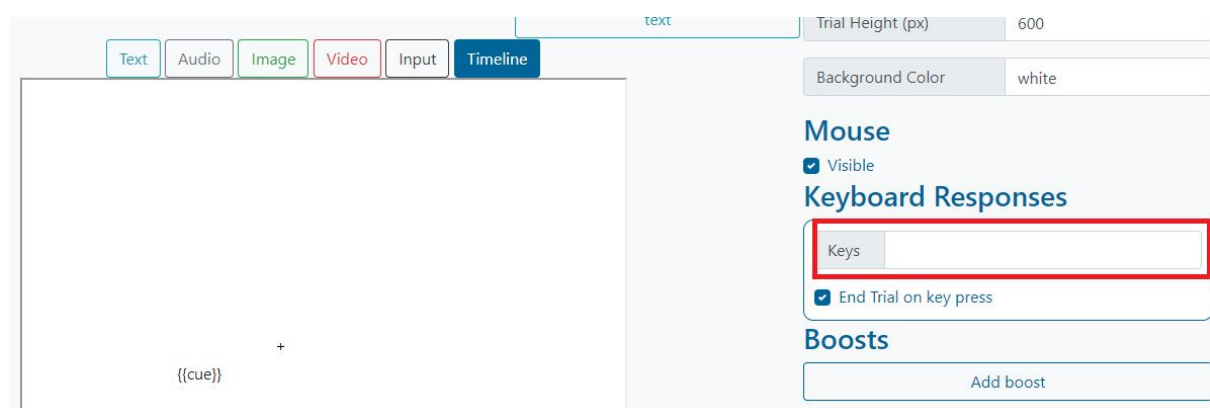 text
Text
Audio
Image
Video
Input
Timeline
+
{{cue}}
Trial Height (px) 600
Background Color white
Mouse
Visible
Keyboard Responses
Keys
End Trial on key press
Boosts
Add boost